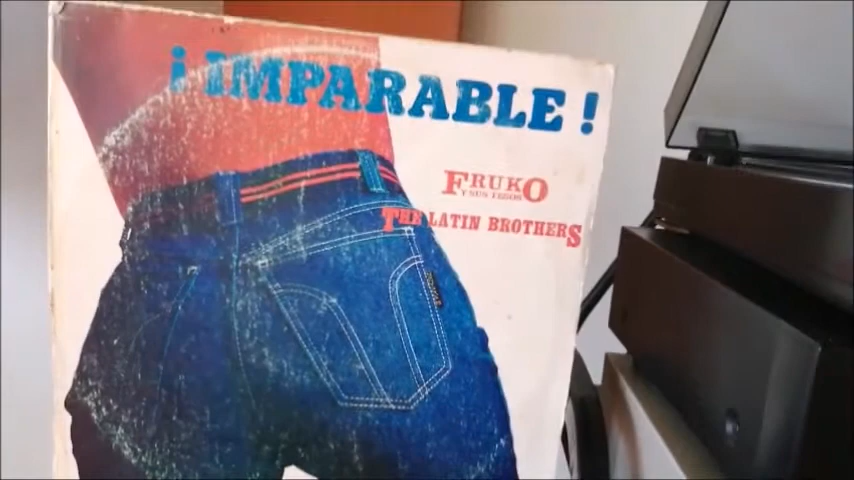 ¡IMPARABLE!
FRUKO
Y SUS TESOS
THE LATIN BROTHERS